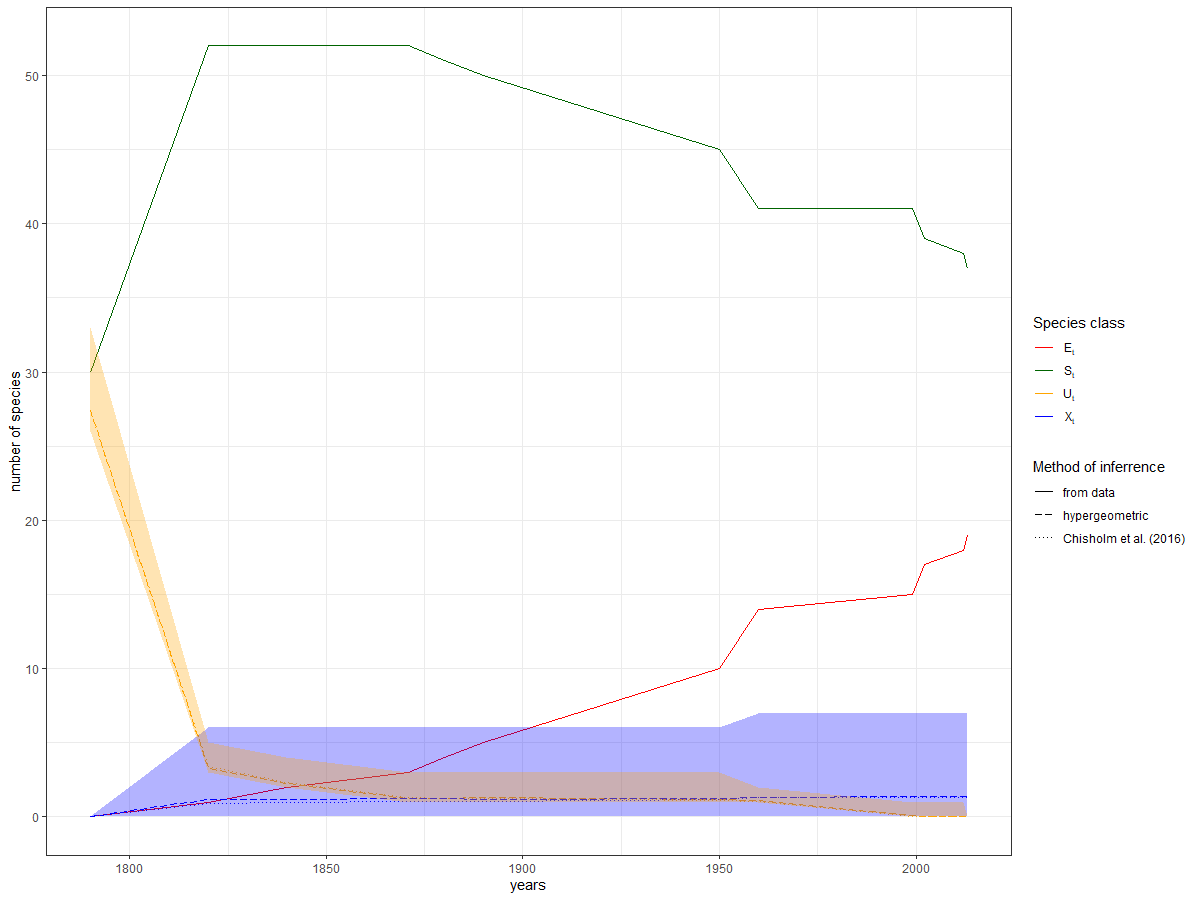 50
40
30
20
10
0
number of species
1800 1850 1900 1950 2000
years
Species class
Et
St
Ut
Xt
Method of inferrence
from data
hypergeometric
Chisholm et al. (2016)